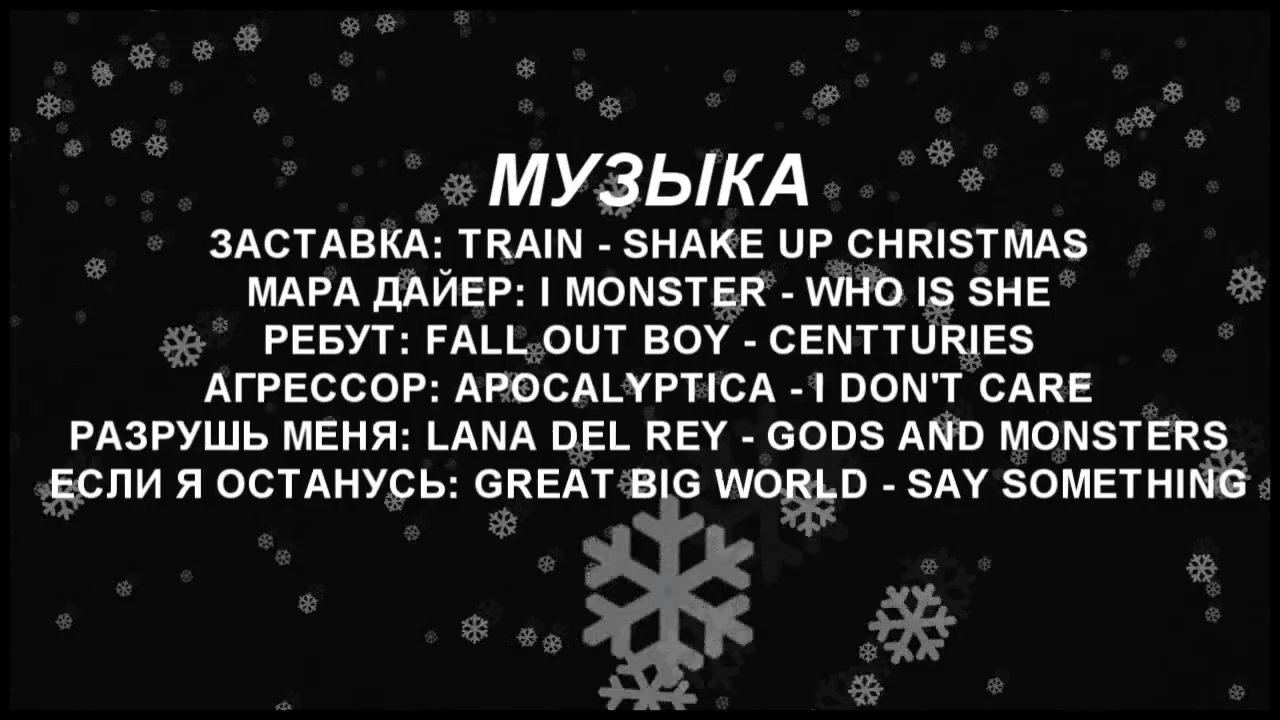 МУЗЫКА
ЗАСТАВКА: TRAIN - SHAKE UP CHRISTMAS
МАРА ДАЙЕР: I MONSTER - WHO IS SHE
РЕБУТ: FALL OUT BOY - CENTTURIES
АГРЕССОР: APOCALYPTICA - I DON'T CARE
РАЗРУШЬ МЕНЯ: LANA DEL REY - GODS AND MONSTERS
ЕСЛИ Я ОСТАНУСЬ: GREAT BIG WORLD - SAY SOMETHING